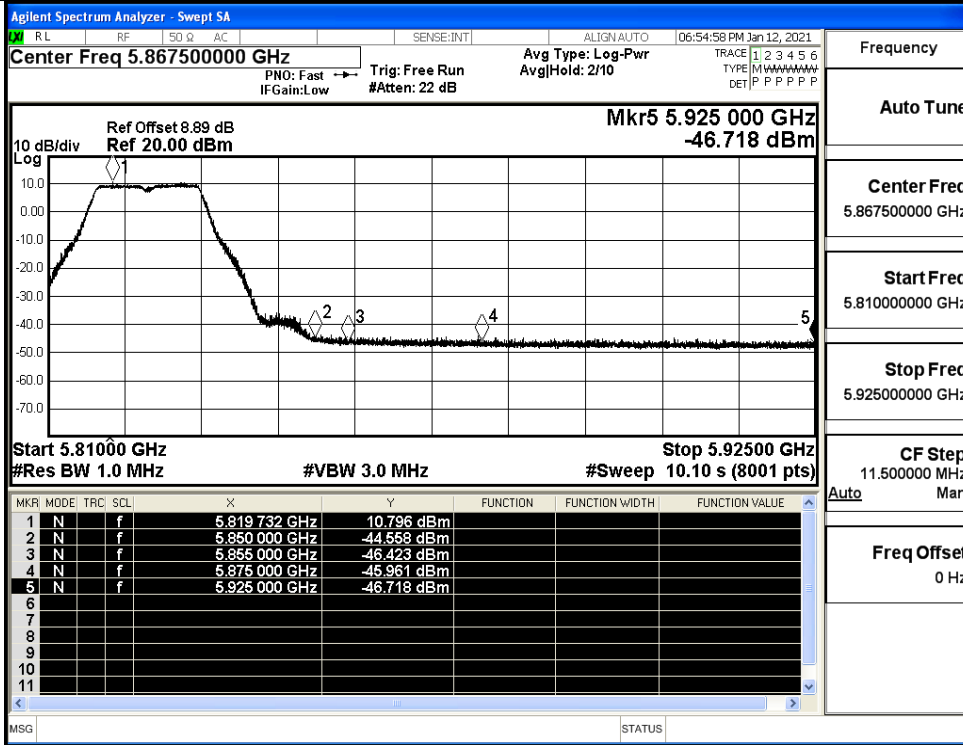 Agilent Spectrum Analyzer - Swept SA
LXI RL RF 50 Ω AC SENSE:INT ALIGN AUTO 06:54:58 PM Jan 12, 2021
Center Freq 5.867500000 GHz
PNO: Fast
IFGain:Low
Trig: Free Run
#Atten: 22 dB
Avg Type: Log-Pwr
Avg|Hold: 2/10
TRACE 1 2 3 4 5 6
TYPE M W W W W W
DET P P P P P P
Mkr5 5.925 000 GHz
-46.718 dBm
Ref Offset 8.89 dB
10 dB/div Ref 20.00 dBm
Log
10.0
0.00
-10.0
-20.0
-30.0
-40.0
-50.0
-60.0
-70.0
1
2
3
4
5
Start 5.81000 GHz Stop 5.92500 GHz
#Res BW 1.0 MHz #VBW 3.0 MHz #Sweep 10.10 s (8001 pts)
MKR MODE TRC SCL X Y FUNCTION FUNCTION WIDTH FUNCTION VALUE
1 N f 5.819 732 GHz 10.796 dBm
2 N f 5.850 000 GHz -44.558 dBm
3 N f 5.855 000 GHz -46.423 dBm
4 N f 5.875 000 GHz -45.961 dBm
5 N f 5.925 000 GHz -46.718 dBm
6
7
8
9
10
11
MSG STATUS
Frequency
Auto Tune
Center Freq
5.867500000 GHz
Start Freq
5.810000000 GHz
Stop Freq
5.925000000 GHz
CF Step
11.500000 MHz
Auto Man
Freq Offset
0 Hz